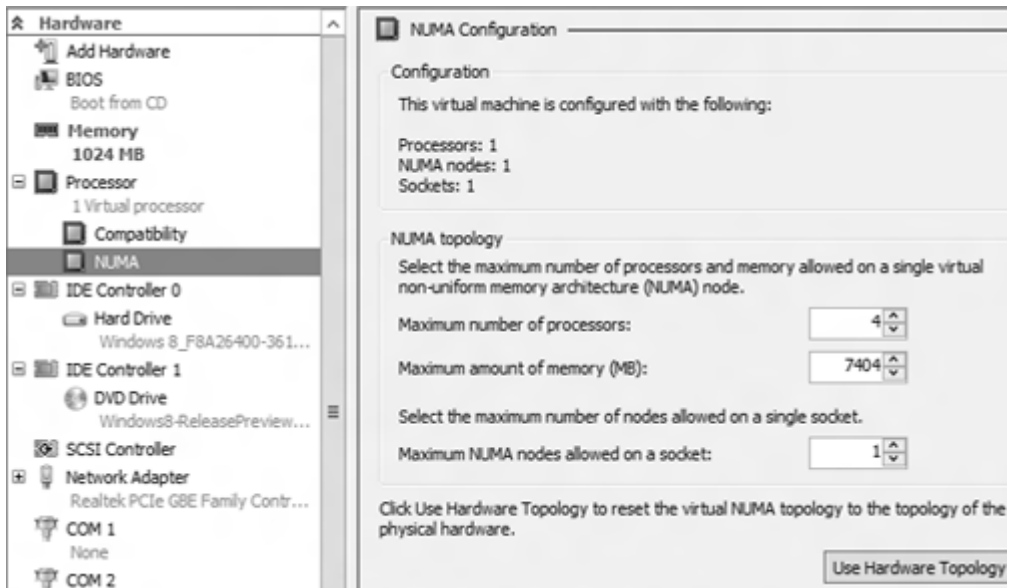 Hardware
Add Hardware
BIOS
Boot from CD
Memory
1024 MB
Processor
1 Virtual processor
Compatibility
NUMA
IDE Controller 0
Hard Drive
Windows 8_F8A26400-361...
IDE Controller 1
DVD Drive
Windows8-ReleasePreview...
SCSI Controller
Network Adapter
Realtek PCIe GBE Family Contr...
COM 1
None
COM 2
NUMA Configuration
Configuration
This virtual machine is configured with the following:
Processors: 1
NUMA nodes: 1
Sockets: 1
NUMA topology
Select the maximum number of processors and memory allowed on a single virtual
non-uniform memory architecture (NUMA) node.
Maximum number of processors: 4
Maximum amount of memory (MB): 7404
Select the maximum number of nodes allowed on a single socket.
Maximum NUMA nodes allowed on a socket: 1
Click Use Hardware Topology to reset the virtual NUMA topology to the topology of the
physical hardware.
Use Hardware Topology